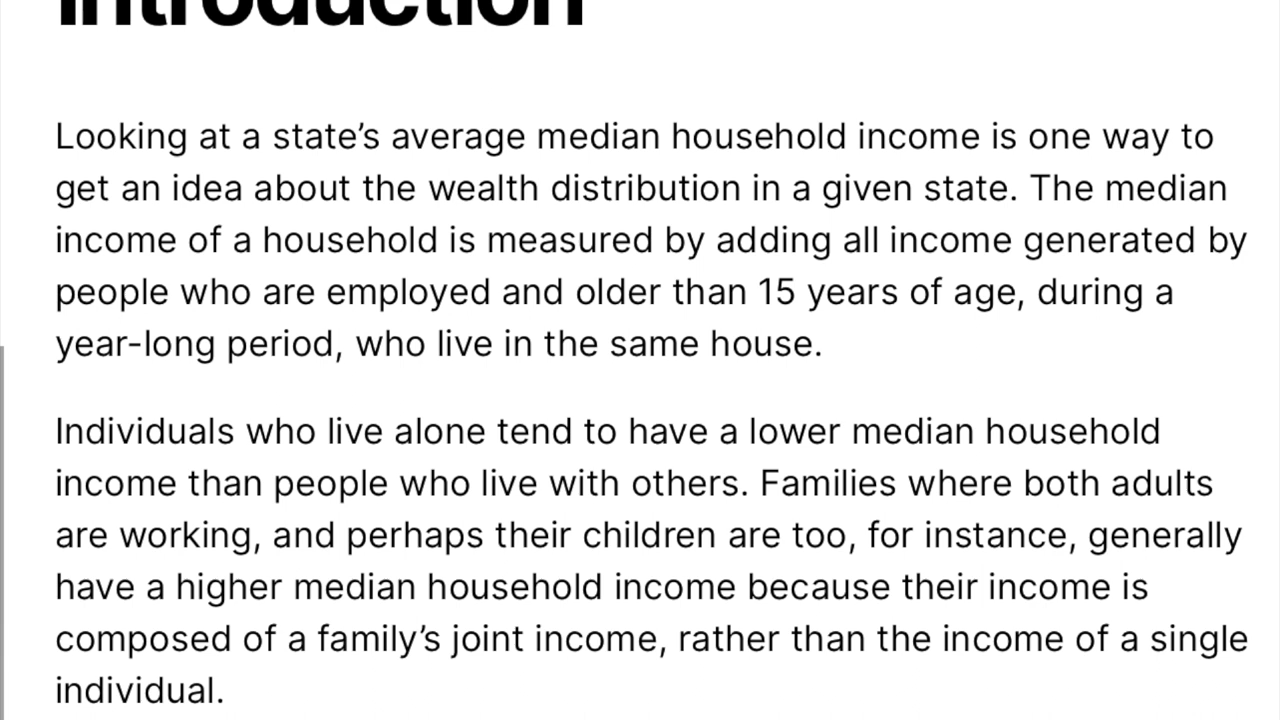 Introduction
Looking at a state’s average median household income is one way to
get an idea about the wealth distribution in a given state. The median
income of a household is measured by adding all income generated by
people who are employed and older than 15 years of age, during a
year-long period, who live in the same house.
Individuals who live alone tend to have a lower median household
income than people who live with others. Families where both adults
are working, and perhaps their children are too, for instance, generally
have a higher median household income because their income is
composed of a family’s joint income, rather than the income of a single
individual.